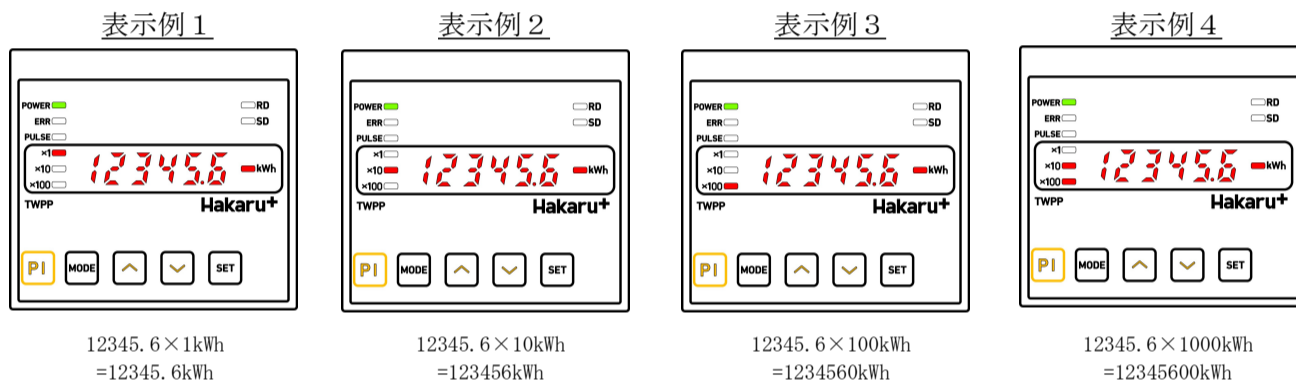 表示例１
POWER
ERR
PULSE
×1
×10
×100
RD
SD
12345.6
kWh
TWPP
Hakaru+
PI
MODE
SET
12345.6×1kWh
=12345.6kWh
表示例２
POWER
ERR
PULSE
×1
×10
×100
RD
SD
12345.6
kWh
TWPP
Hakaru+
PI
MODE
SET
12345.6×10kWh
=123456kWh
表示例３
POWER
ERR
PULSE
×1
×10
×100
RD
SD
12345.6
kWh
TWPP
Hakaru+
PI
MODE
SET
12345.6×100kWh
=1234560kWh
表示例４
POWER
ERR
PULSE
×1
×10
×100
RD
SD
12345.6
kWh
TWPP
Hakaru+
PI
MODE
SET
12345.6×1000kWh
=12345600kWh